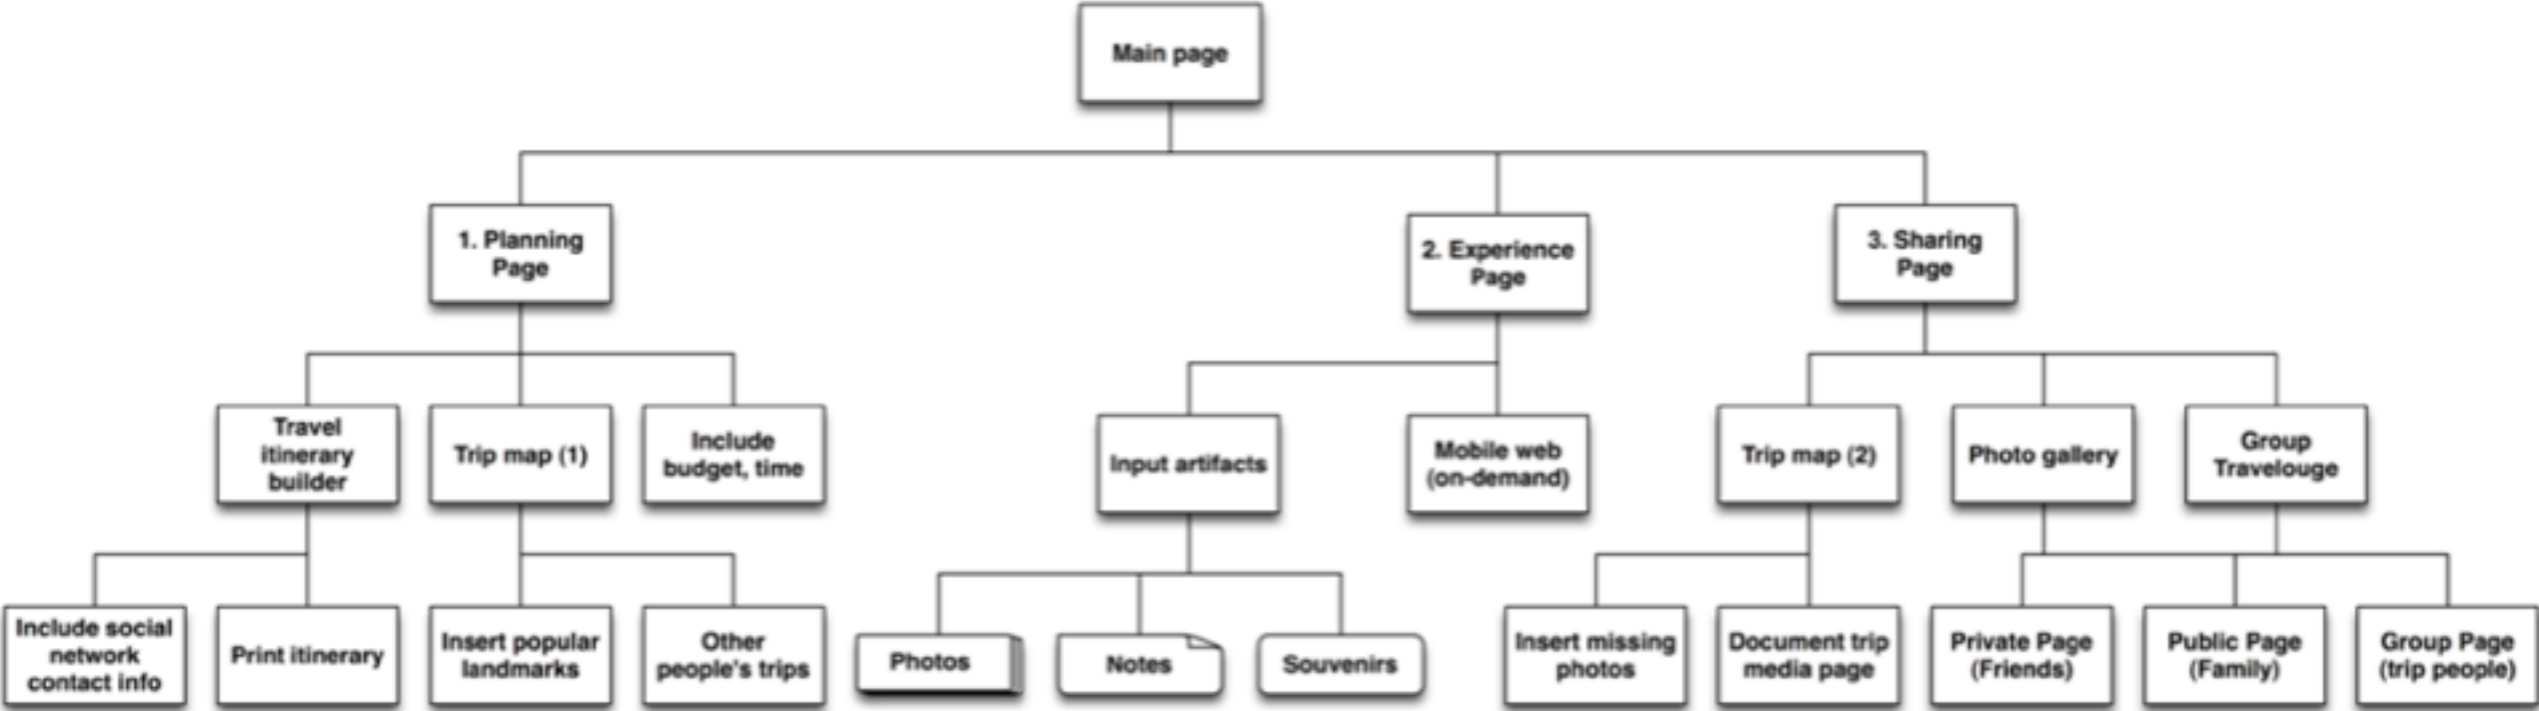 Main page
1. Planning
Page
2. Experience
Page
3. Sharing
Page
Travel
itinerary
builder
Trip map (1)
Include
budget, time
Input artifacts
Mobile web
(on-demand)
Trip map (2)
Photo gallery
Group
Travelouge
Include social
network
contact info
Print itinerary
Insert popular
landmarks
Other
people's trips
Photos
Notes
Souvenirs
Insert missing
photos
Document trip
media page
Private Page
(Friends)
Public Page
(Family)
Group Page
(trip people)